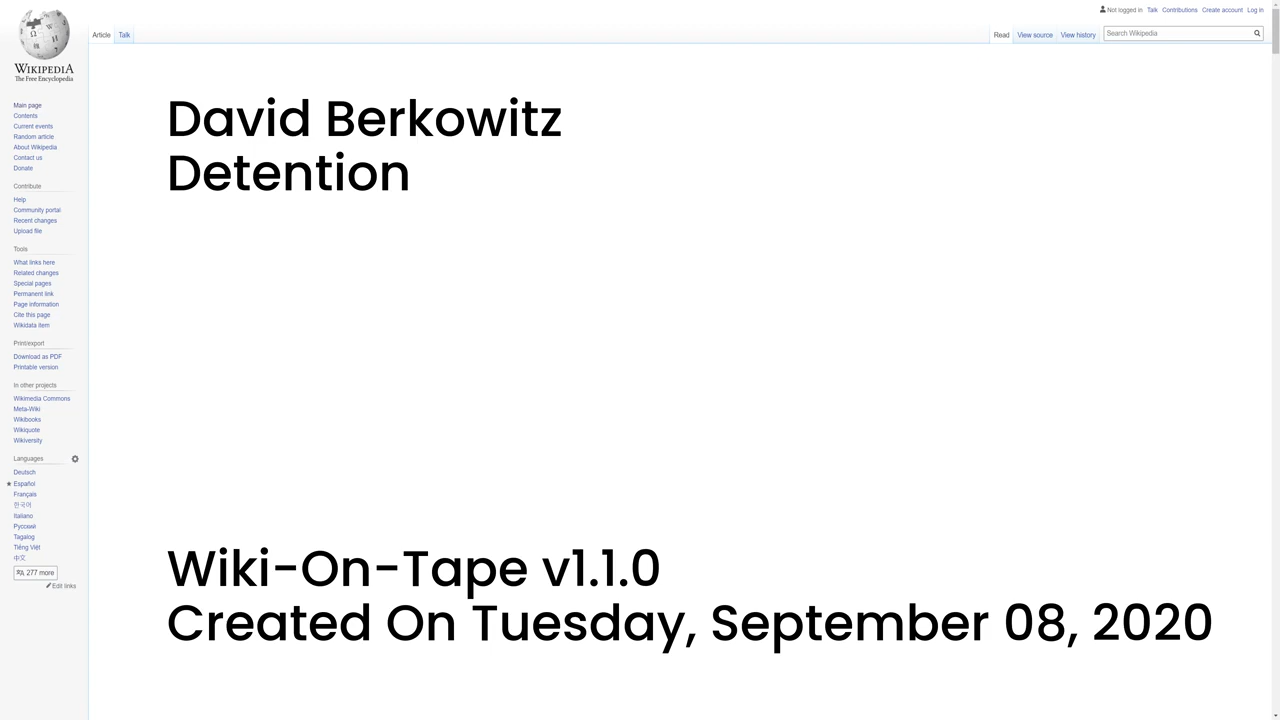 Not logged in Talk Contributions Create account Log in
Article Talk Read View source View history Search Wikipedia
WIKIPEDIA
The Free Encyclopedia
Main page
Contents
Current events
Random article
About Wikipedia
Contact us
Donate
Contribute
Help
Community portal
Recent changes
Upload file
Tools
What links here
Related changes
Special pages
Permanent link
Page information
Cite this page
Wikidata item
Print/export
Download as PDF
Printable version
In other projects
Wikimedia Commons
Meta-Wiki
Wikibooks
Wikiquote
Wikiversity
Languages
Deutsch
Español
Français
한국어
Italiano
Русский
Tagalog
Tiếng Việt
中文
277 more
Edit links
David Berkowitz
Detention
Wiki-On-Tape v1.1.0
Created On Tuesday, September 08, 2020